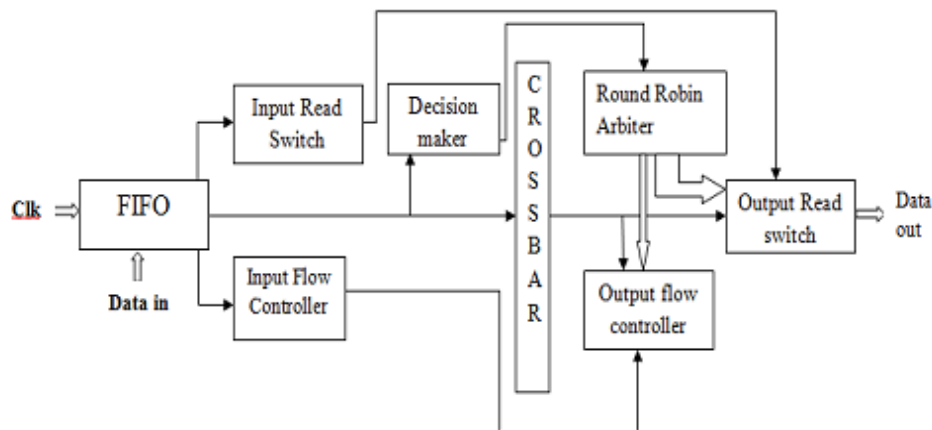 Input Read
Switch
Decision
maker
C
R
O
S
S
B
A
R
Round Robin
Arbiter
Clk
FIFO
Output Read
switch
Data
out
Data in
Input Flow
Controller
Output flow
controller